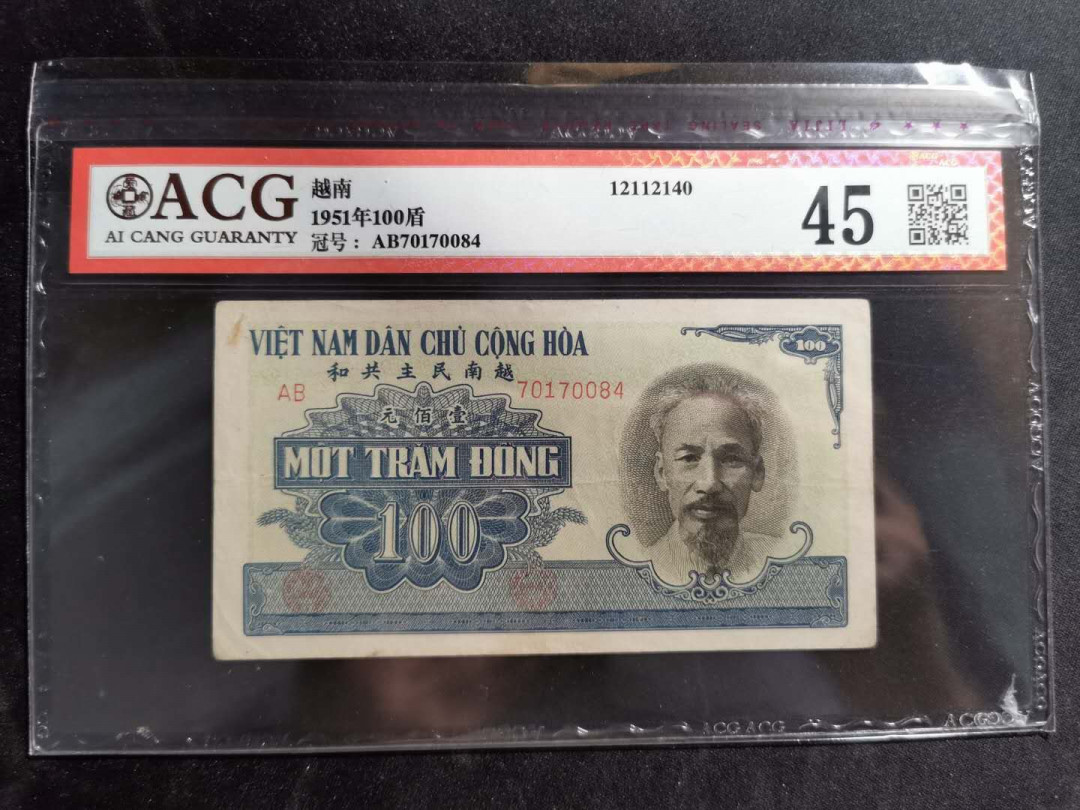 ACG
AI CANG GUARANTY
越南
1951年100盾
冠号：AB70170084
12112140
45
VIỆT NAM DÂN CHỦ CỘNG HÒA
和共主民南越
AB 70170084
元佰壹
MỘT TRĂM ĐỒNG
100
100
ACG ACG